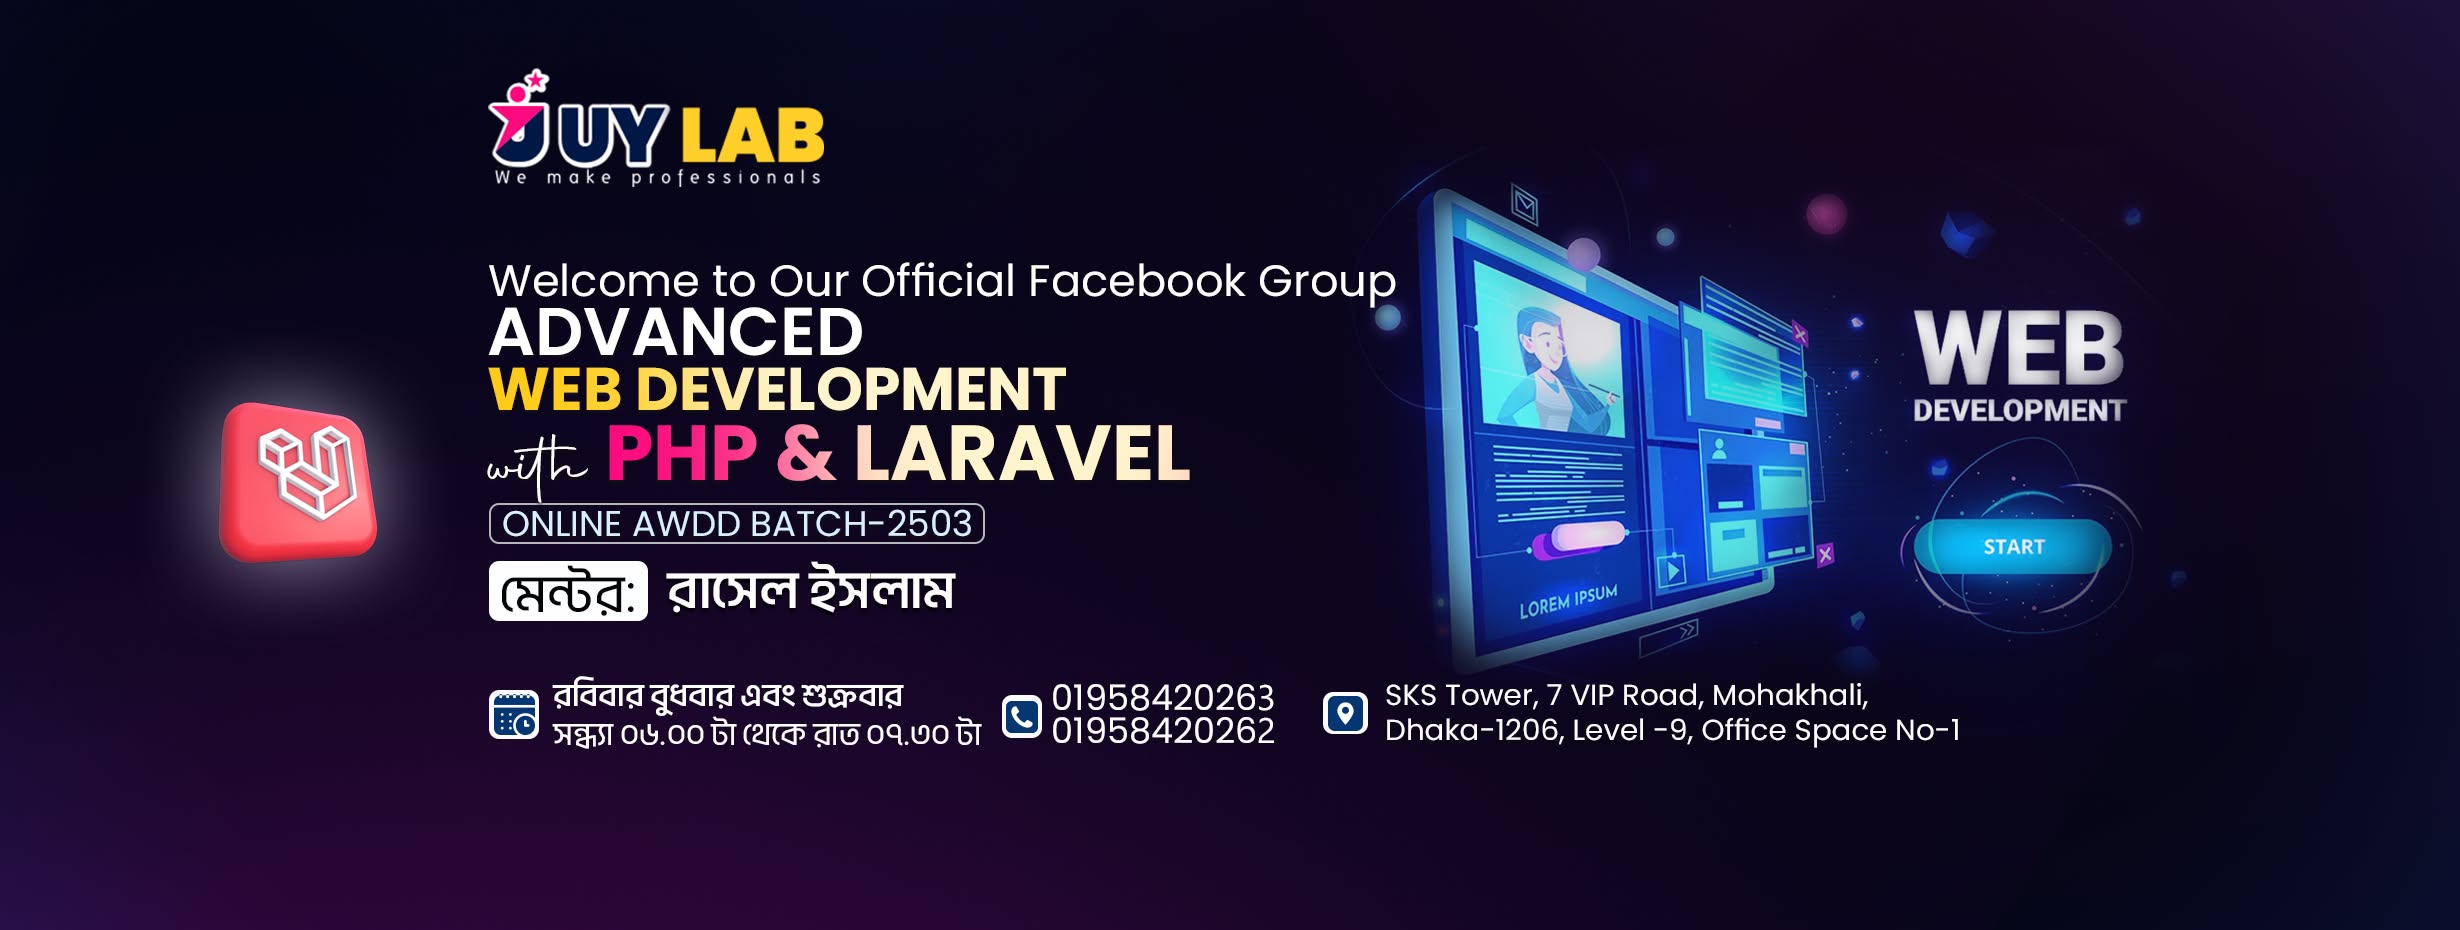 JUY LAB
We make professionals
Welcome to Our Official Facebook Group
ADVANCED
WEB DEVELOPMENT
with PHP & LARAVEL
ONLINE AWDD BATCH-2503
মেন্টর: রাসেল ইসলাম
রবিবার বুধবার এবং শুক্রবার
সন্ধ্যা ০৬.০০ টা থেকে রাত ০৭.৩০ টা
01958420263
01958420262
SKS Tower, 7 VIP Road, Mohakhali,
Dhaka-1206, Level -9, Office Space No-1
LOREM IPSUM
WEB
DEVELOPMENT
START